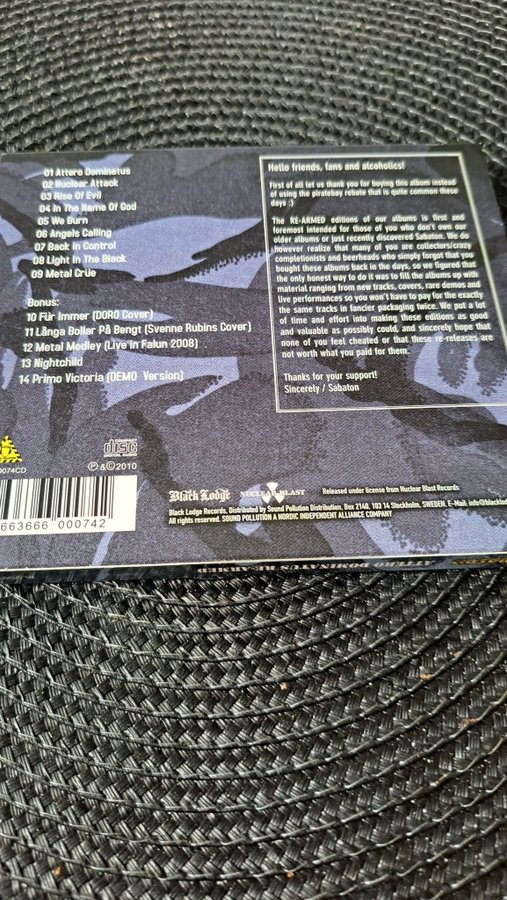 01 Attero Dominatus
02 Nuclear Attack
03 Rise Of Evil
04 In The Name Of God
05 We Burn
06 Angels Calling
07 Back In Control
08 Light In The Black
09 Metal Crüe
Bonus:
10 Für Immer (DORO Cover)
11 Långa Bollar På Bengt (Svenne Rubins Cover)
12 Metal Medley (Live in Falun 2008)
13 Nightchild
14 Primo Victoria (DEMO Version)
Hello friends, fans and alcoholics!
First of all let us thank you for buying this album instead
of using the piratebay rebate that is quite common these
days :)
The RE-ARMED editions of our albums is first and
foremost intended for those of you who don't own our
older albums or just recently discovered Sabaton. We do
however realize that many of you are collectors/crazy
completionists and beerheads who simply forgot that you
bought these albums back in the days, so we figured that
the only honest way to do it was to fill the albums up with
material ranging from new tracks, covers, rare demos and
live performances so you won't have to pay for the exactly
the same tracks in fancier packaging twice. We put a lot
of time and effort into making these editions as good
and valuable as possibly could, and sincerely hope that
none of you feel cheated or that these re-releases are
not worth what you paid for them.
Thanks for your support!
Sincerely / Sabaton
COMPACT
disc
DIGITAL AUDIO
℗ &© 2010
0074CD
663666 000742
Black Lodge
NUCLEAR BLAST
Released under license from Nuclear Blast Records
Black Lodge Records. Distributed by Sound Pollution Distribution, Box 2148, 103 14 Stockholm, SWEDEN. E-Mail: info@blacklod
All rights reserved. SOUND POLLUTION A NORDIC INDEPENDENT ALLIANCE COMPANY
ATTERO DOMINATUS RE-ARMED